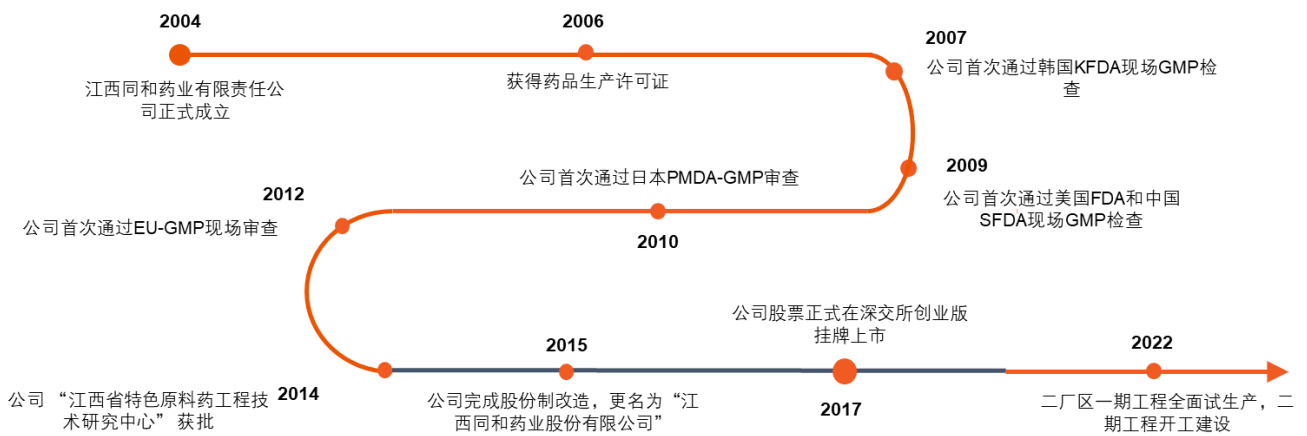 2004
江西同和药业有限责任公
司正式成立
2006
获得药品生产许可证
2007
公司首次通过韩国KFDA现场GMP检
查
2009
公司首次通过美国FDA和中国
SFDA现场GMP检查
公司首次通过日本PMDA-GMP审查
2010
2012
公司首次通过EU-GMP现场审查
2014
公司 “江西省特色原料药工程技
术研究中心” 获批
2015
公司完成股份制改造，更名为“江
西同和药业股份有限公司”
公司股票正式在深交所创业版
挂牌上市
2017
2022
二厂区一期工程全面试生产，二
期工程开工建设